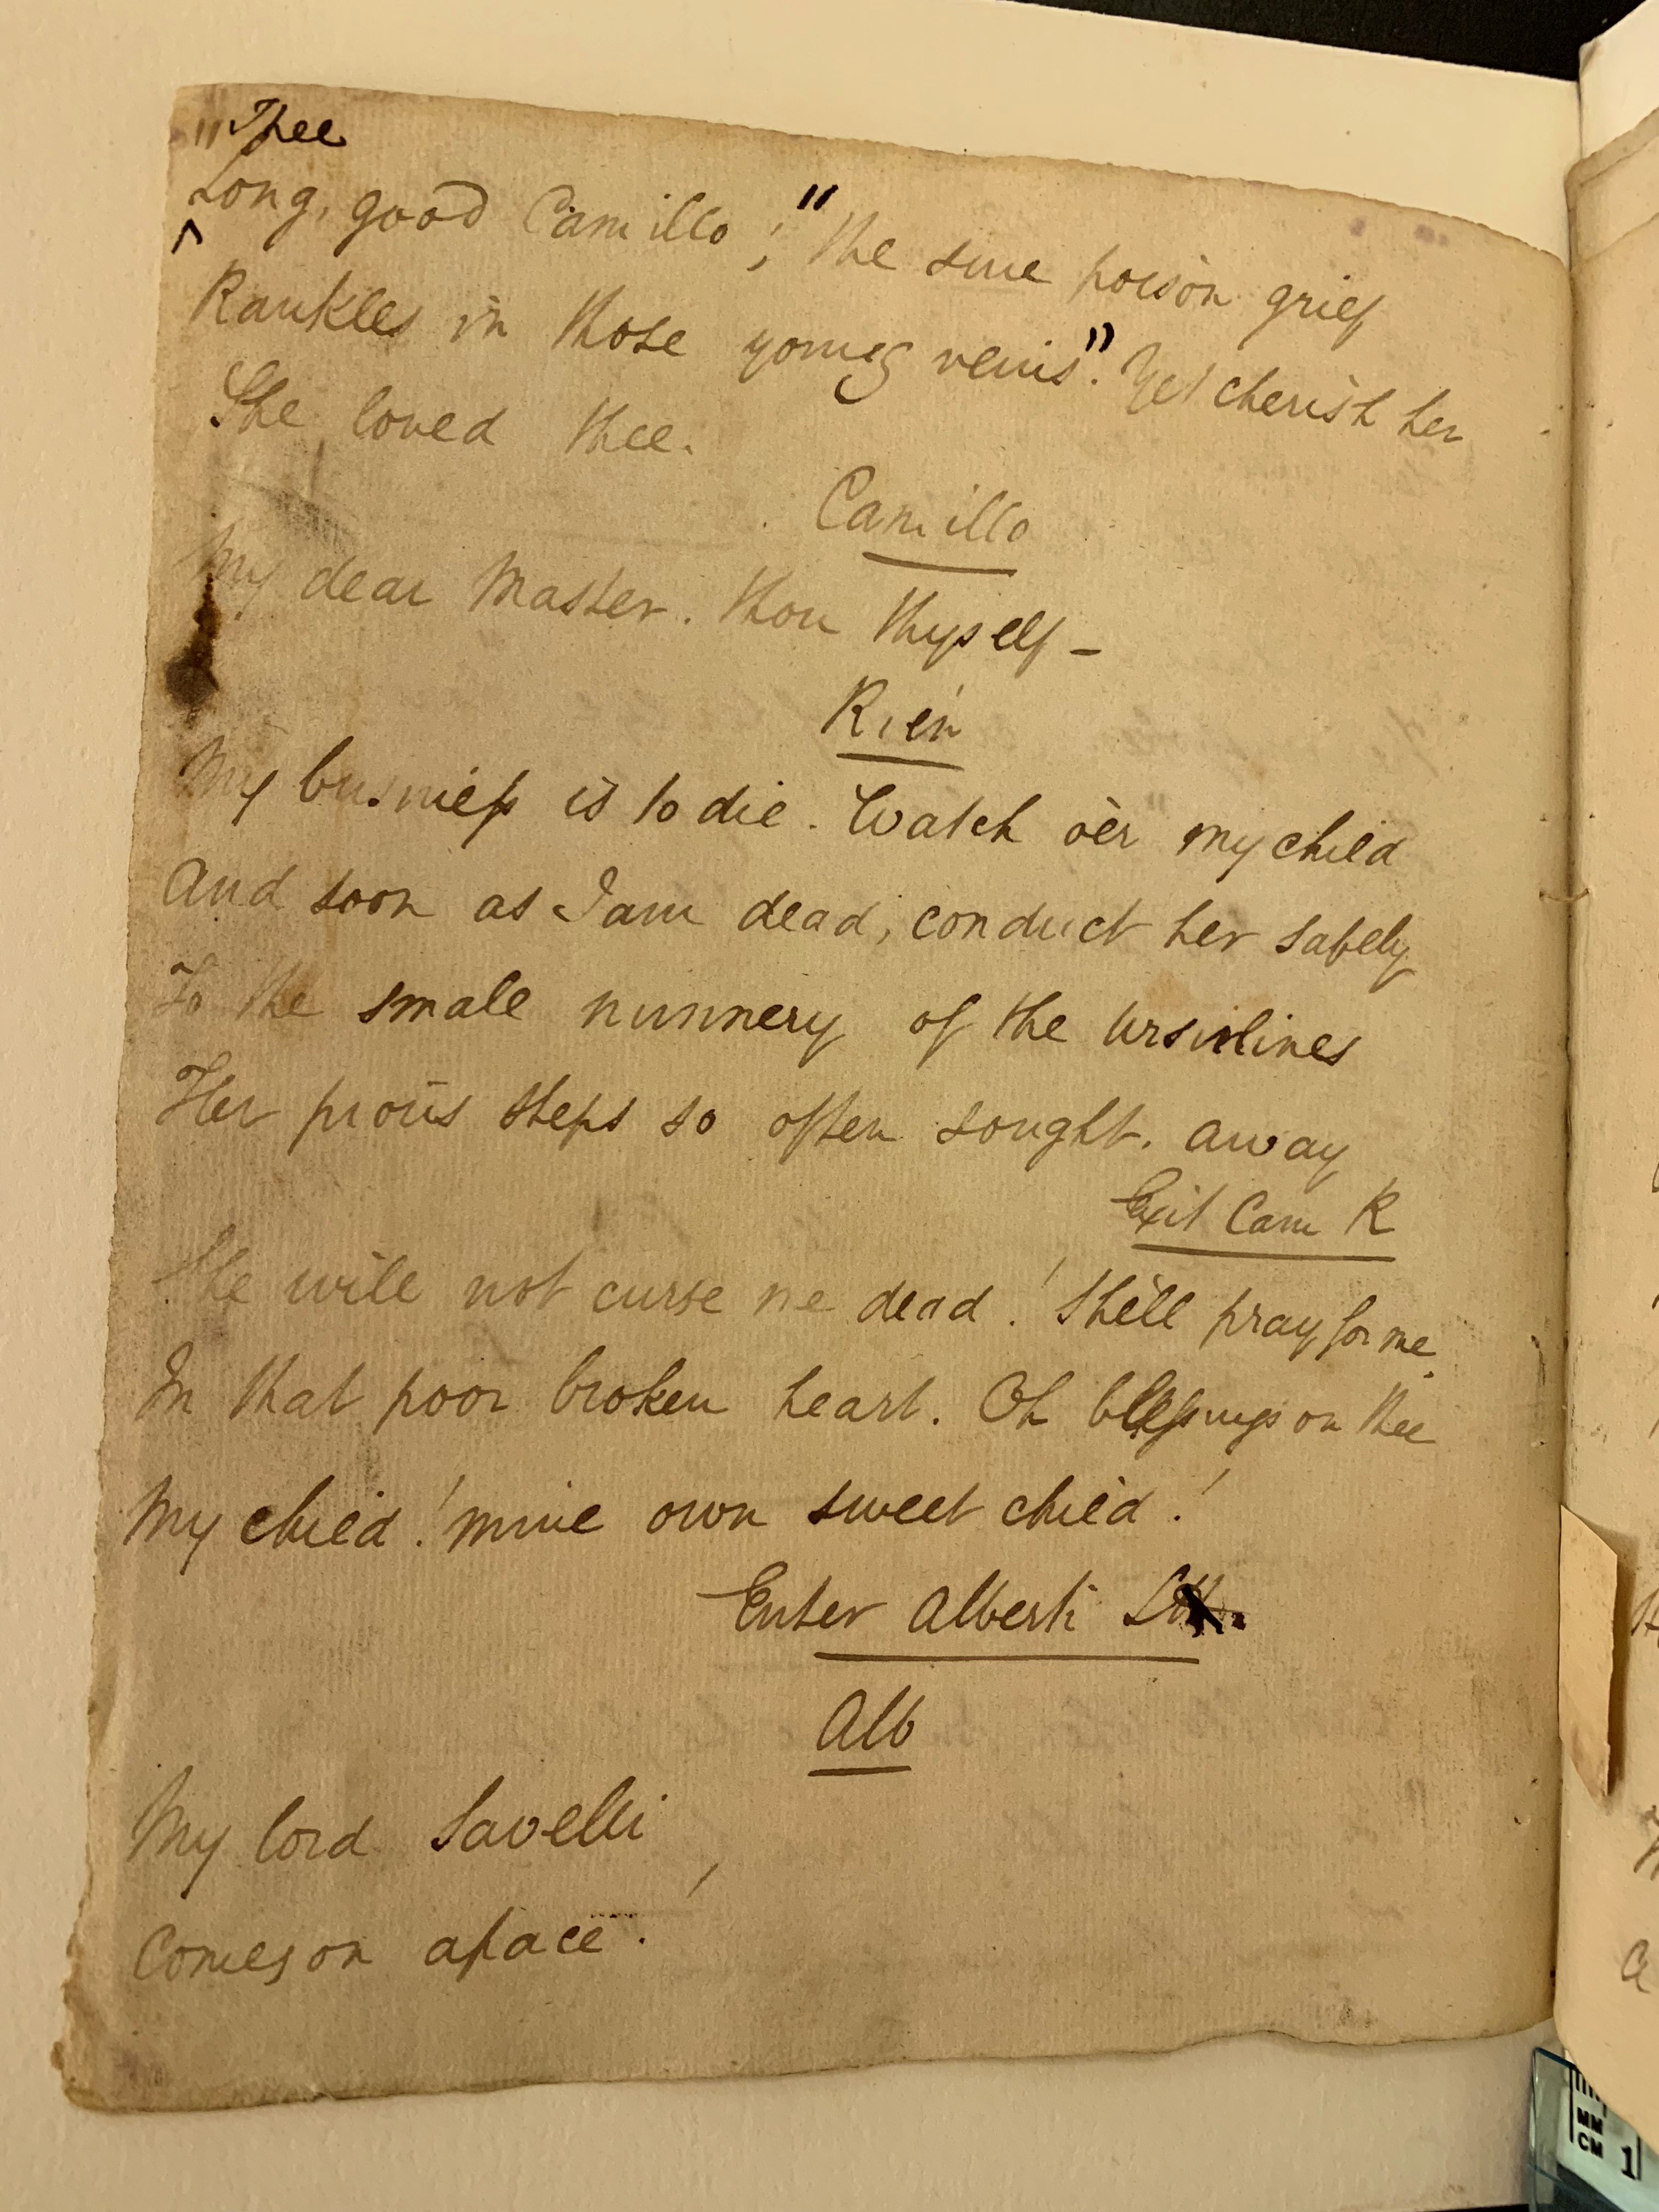 "Thee
Long, good Camillo;" the sure poison grief
Rankles in those young veins". Yet cherish her
She loved thee.
Camillo
My dear Master. Thou thyself –
Rien
My business is to die. Watch o'er my child
And soon as I am dead, conduct her safely
To the small nunnery of the Ursulines
Her pious steps so often sought. away
Exit Cam R
She will not curse me dead! She'll pray for me
In that poor broken heart. Oh blessings on thee
My child! mine own sweet child!
Enter Alberti
Alb
My lord Savelli
Comes on apace!
MM
CM 1